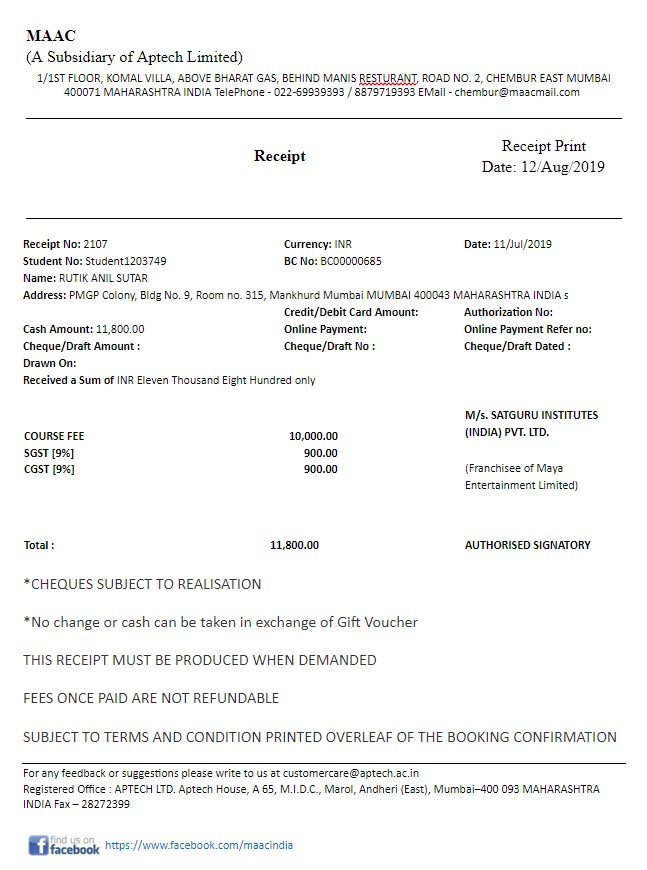 MAAC
(A Subsidiary of Aptech Limited)
1/1ST FLOOR, KOMAL VILLA, ABOVE BHARAT GAS, BEHIND MANIS RESTURANT, ROAD NO. 2, CHEMBUR EAST MUMBAI
400071 MAHARASHTRA INDIA TelePhone - 022-69939393 / 8879719393 EMail - chembur@maacmail.com
Receipt
Receipt Print
Date: 12/Aug/2019
Receipt No: 2107 Currency: INR Date: 11/Jul/2019
Student No: Student1203749 BC No: BC00000685
Name: RUTIK ANIL SUTAR
Address: PMGP Colony, Bldg No. 9, Room no. 315, Mankhurd Mumbai MUMBAI 400043 MAHARASHTRA INDIA s
Credit/Debit Card Amount: Authorization No:
Cash Amount: 11,800.00 Online Payment: Online Payment Refer no:
Cheque/Draft Amount : Cheque/Draft No : Cheque/Draft Dated :
Drawn On:
Received a Sum of INR Eleven Thousand Eight Hundred only
M/s. SATGURU INSTITUTES
(INDIA) PVT. LTD.
COURSE FEE 10,000.00
SGST [9%] 900.00
CGST [9%] 900.00
(Franchisee of Maya
Entertainment Limited)
Total : 11,800.00 AUTHORISED SIGNATORY
*CHEQUES SUBJECT TO REALISATION
*No change or cash can be taken in exchange of Gift Voucher
THIS RECEIPT MUST BE PRODUCED WHEN DEMANDED
FEES ONCE PAID ARE NOT REFUNDABLE
SUBJECT TO TERMS AND CONDITION PRINTED OVERLEAF OF THE BOOKING CONFIRMATION
For any feedback or suggestions please write to us at customercare@aptech.ac.in
Registered Office : APTECH LTD. Aptech House, A 65, M.I.D.C., Marol, Andheri (East), Mumbai–400 093 MAHARASHTRA
INDIA Fax – 28272399
find us on
facebook https://www.facebook.com/maacindia